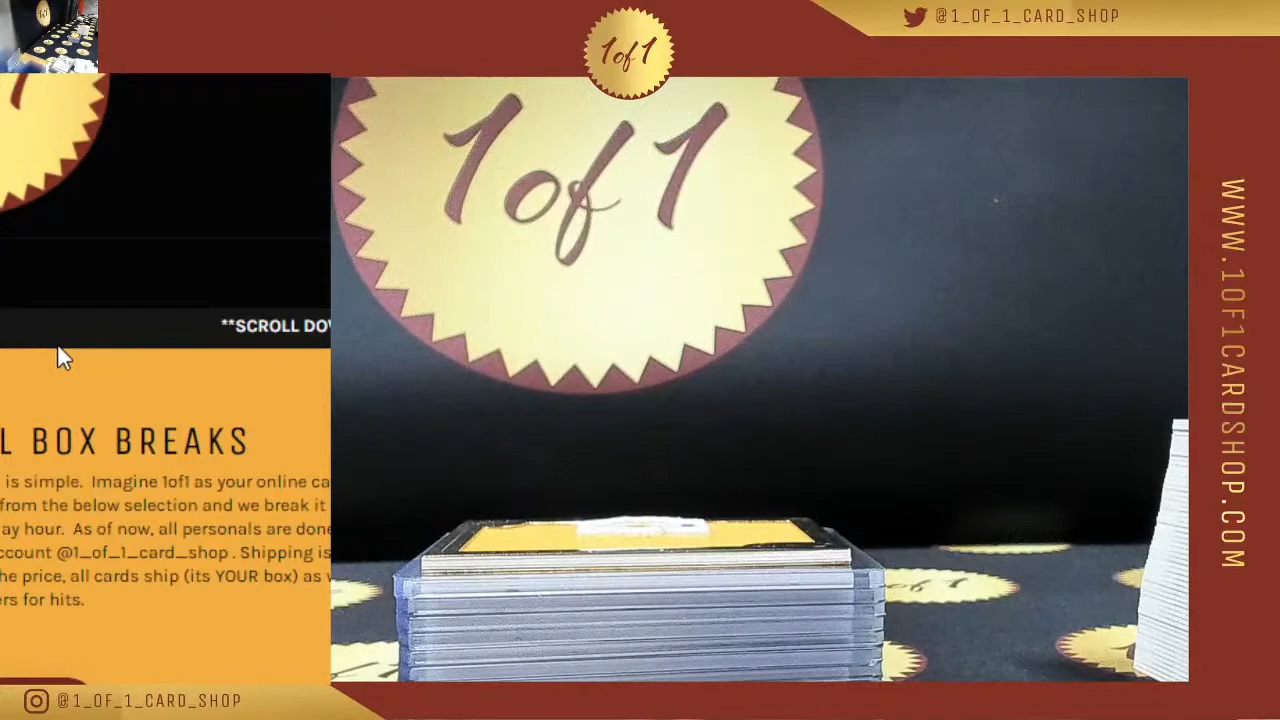 @1_OF_1_CARD_SHOP
1of1
1of1
**SCROLL DOW
L BOX BREAKS
is simple. Imagine 1of1 as your online ca
from the below selection and we break it
ay hour. As of now, all personals are done
ccount @1_of_1_card_shop . Shipping is
he price, all cards ship (its YOUR box) as w
ers for hits.
WWW.1OF1CARDSHOP.COM
@1_OF_1_CARD_SHOP